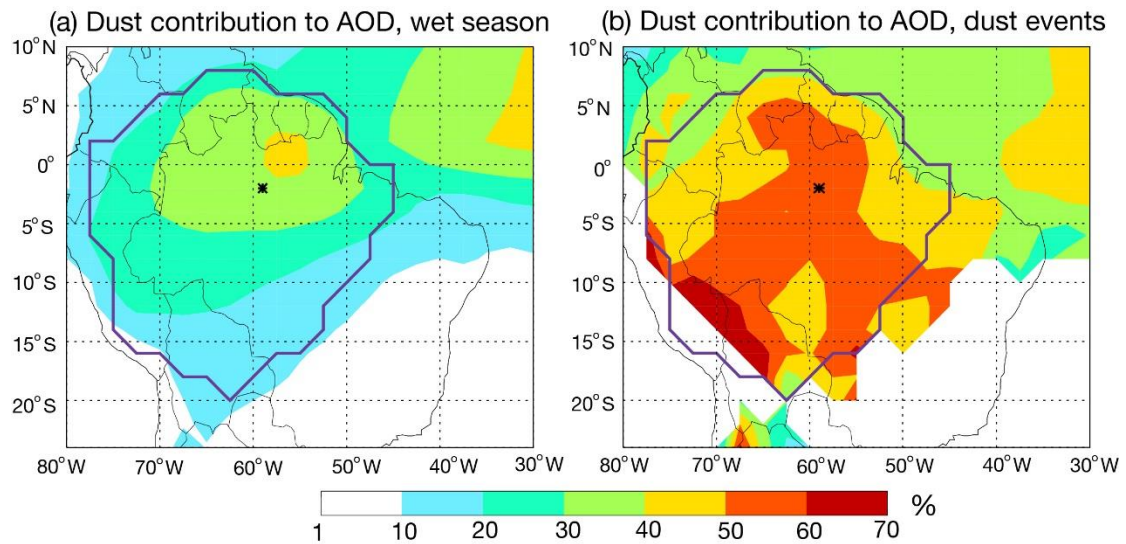 (a) Dust contribution to AOD, wet season
(b) Dust contribution to AOD, dust events
10°N
5°N
0°
5°S
10°S
15°S
20°S
80°W 70°W 60°W 50°W 40°W 30°W
10°N
5°N
0°
5°S
10°S
15°S
20°S
80°W 70°W 60°W 50°W 40°W 30°W
%
1 10 20 30 40 50 60 70